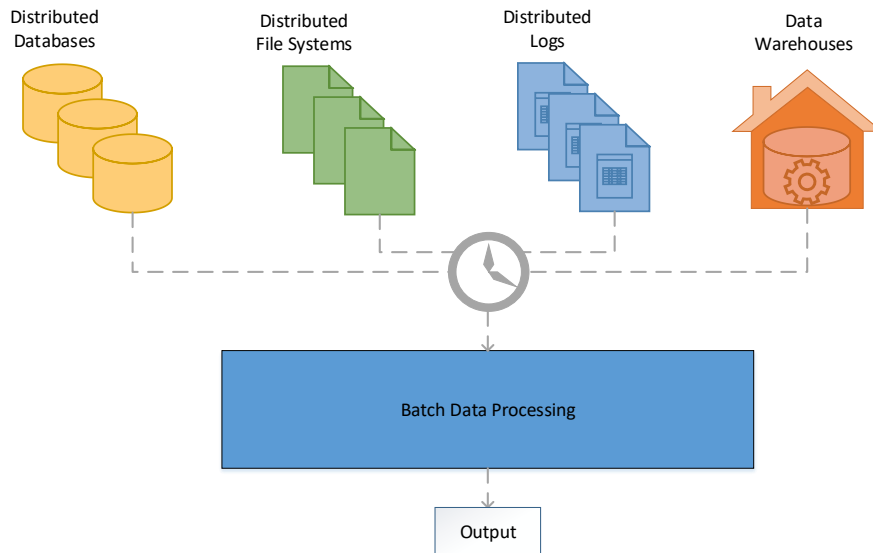 Distributed
Databases
Distributed
File Systems
Distributed
Logs
Data
Warehouses
Batch Data Processing
Output